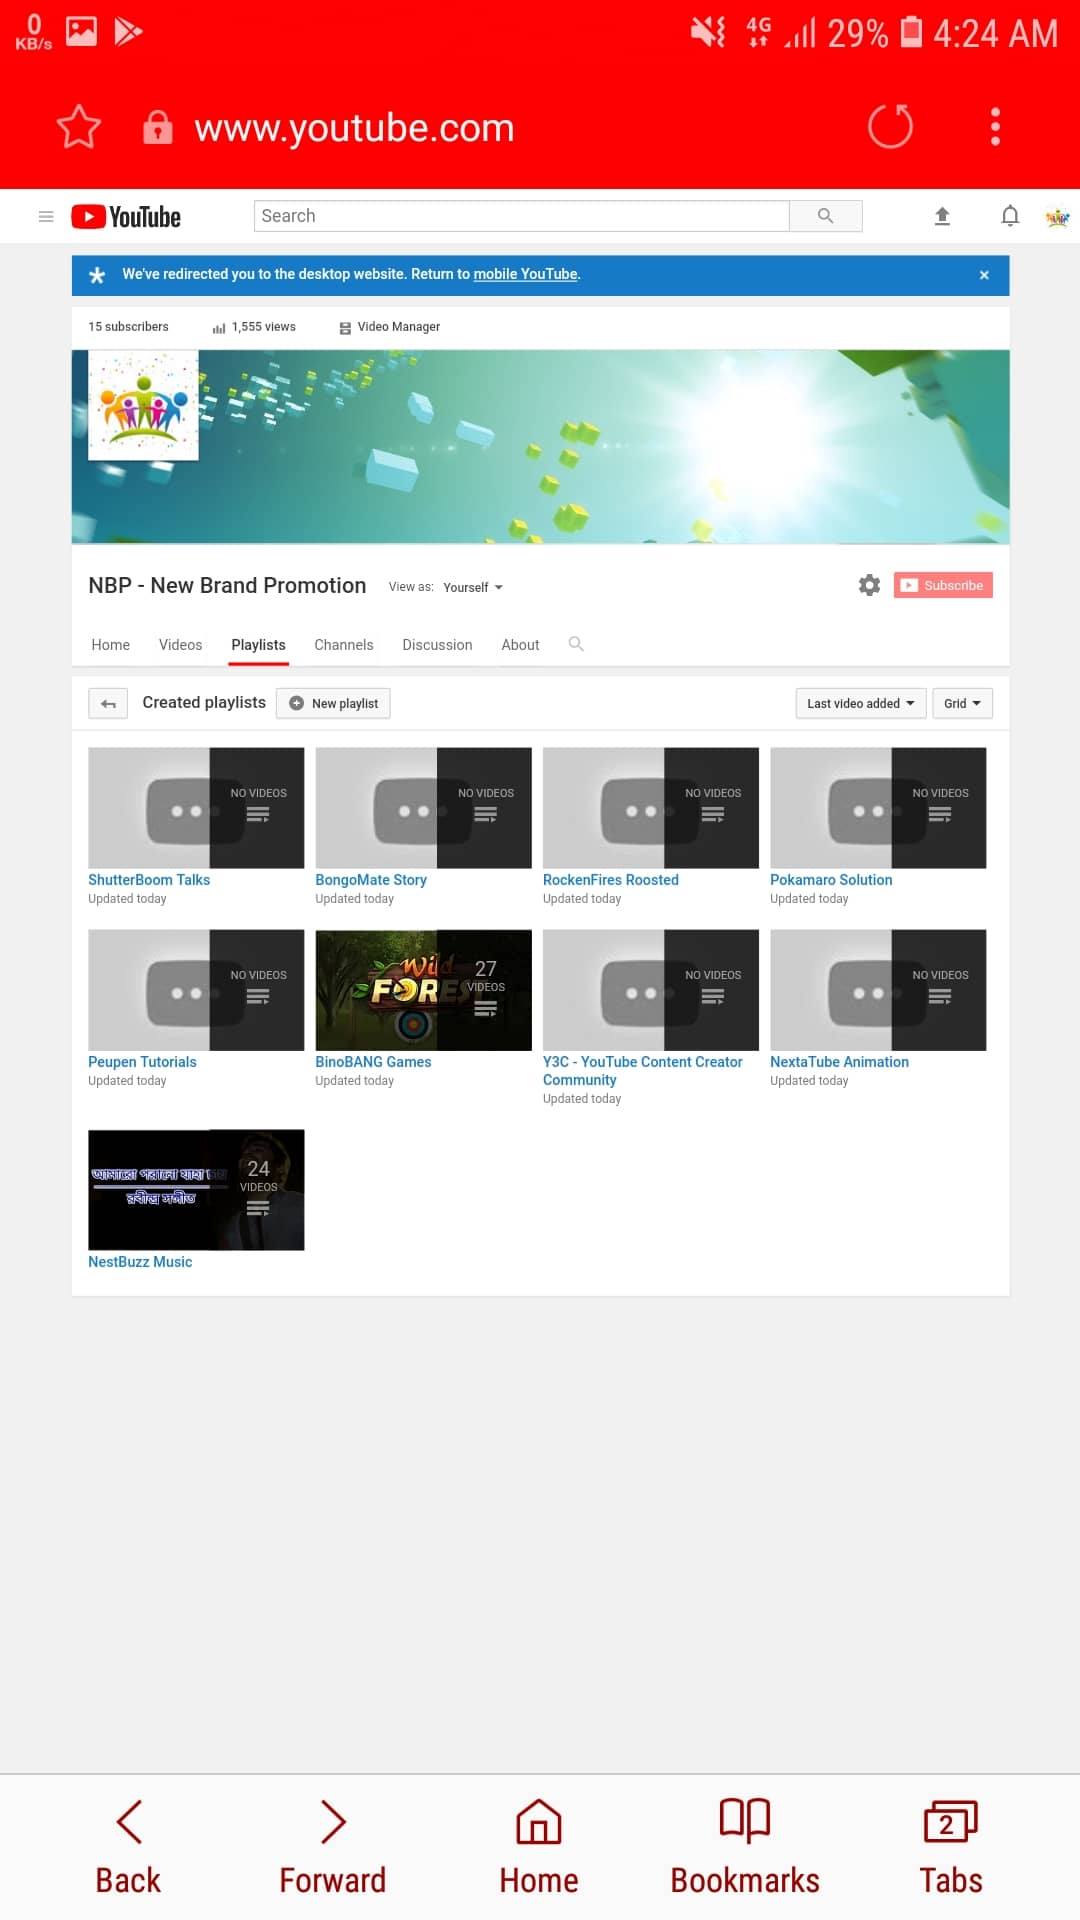 0
KB/s
4G
29%
4:24 AM
www.youtube.com
YouTube
Search
We've redirected you to the desktop website. Return to mobile YouTube.
15 subscribers
1,555 views
Video Manager
NBP - New Brand Promotion
View as: Yourself
Subscribe
Home
Videos
Playlists
Channels
Discussion
About
Created playlists
New playlist
Last video added
Grid
NO VIDEOS
NO VIDEOS
NO VIDEOS
NO VIDEOS
ShutterBoom Talks
Updated today
BongoMate Story
Updated today
RockenFires Roosted
Updated today
Pokamaro Solution
Updated today
NO VIDEOS
Wild
FOREST
27
VIDEOS
NO VIDEOS
NO VIDEOS
Peupen Tutorials
Updated today
BinoBANG Games
Updated today
Y3C - YouTube Content Creator
Community
Updated today
NextaTube Animation
Updated today
আমারো পরানো যাহা
রবীন্দ্র সঙ্গীত
24
VIDEOS
NestBuzz Music
Back
Forward
Home
Bookmarks
2
Tabs